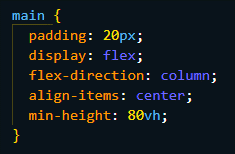 main {
padding: 20px;
display: flex;
flex-direction: column;
align-items: center;
min-height: 80vh;
}